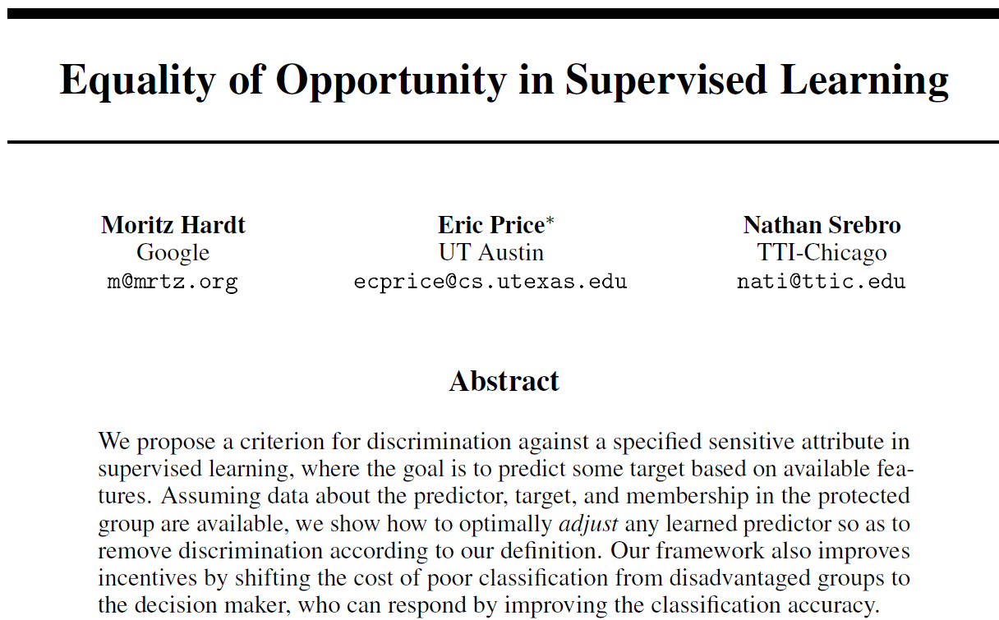 Equality of Opportunity in Supervised Learning
Moritz Hardt
Google
m@mrtz.org
Eric Price*
UT Austin
ecprice@cs.utexas.edu
Nathan Srebro
TTI-Chicago
nati@ttic.edu
Abstract
We propose a criterion for discrimination against a specified sensitive attribute in
supervised learning, where the goal is to predict some target based on available fea-
tures. Assuming data about the predictor, target, and membership in the protected
group are available, we show how to optimally adjust any learned predictor so as to
remove discrimination according to our definition. Our framework also improves
incentives by shifting the cost of poor classification from disadvantaged groups to
the decision maker, who can respond by improving the classification accuracy.